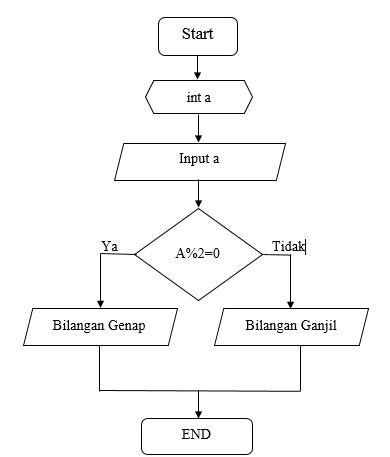 Start
int a
Input a
Ya
Tidak
A%2=0
Bilangan Genap
Bilangan Ganjil
END